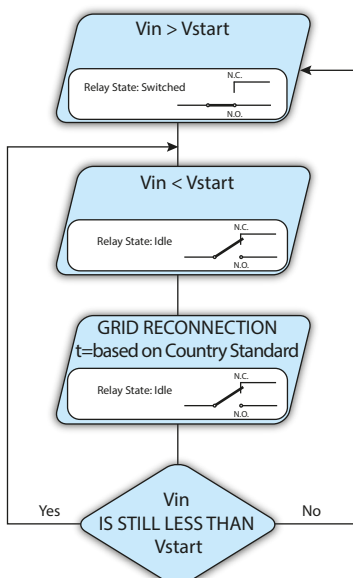 Vin > Vstart
N.C.
Relay State: Switched
N.O.
Vin < Vstart
N.C.
Relay State: Idle
N.O.
GRID RECONNECTION
t=based on Country Standard
N.C.
Relay State: Idle
N.O.
Yes
Vin
IS STILL LESS THAN
Vstart
No